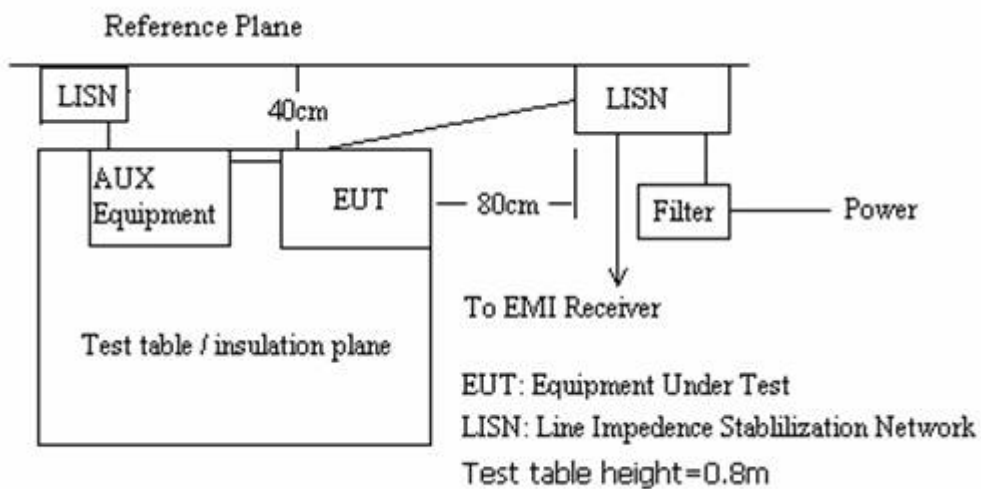 Reference Plane
LISN
40cm
LISN
AUX
Equipment
EUT
80cm
Filter
Power
To EMI Receiver
Test table / insulation plane
EUT: Equipment Under Test
LISN: Line Impedence Stablilization Network
Test table height=0.8m